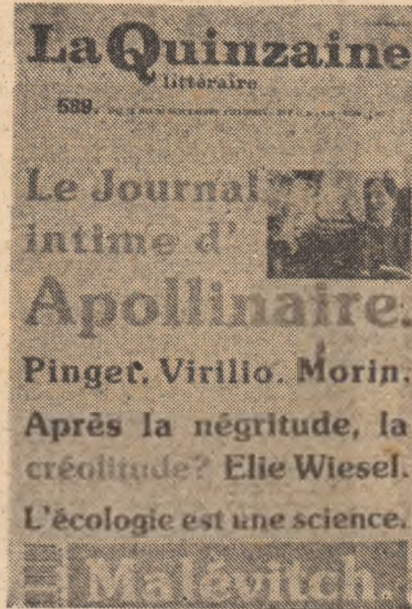 La Quinzaine
littéraire
589.
Le Journal
intime d'
Apollinaire.
Pinget. Virilio. Morin.
Après la négritude, la
créolitude? Elie Wiesel.
L'écologie est une science.
Malévitch.